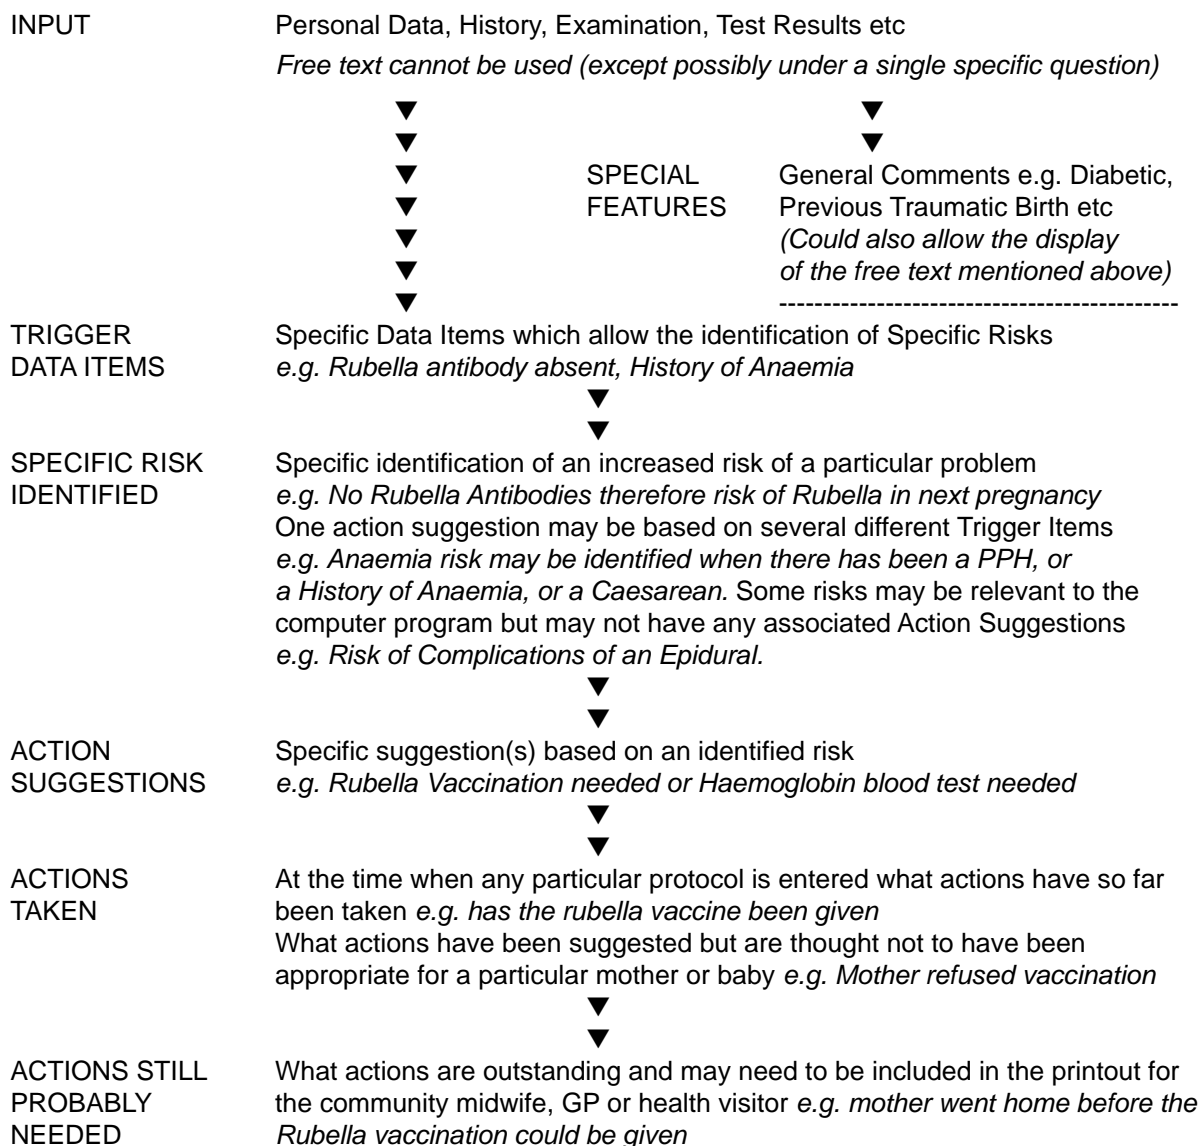 INPUT Personal Data, History, Examination, Test Results etc
Free text cannot be used (except possibly under a single specific question)
SPECIAL General Comments e.g. Diabetic,
FEATURES Previous Traumatic Birth etc
(Could also allow the display
of the free text mentioned above)
----------------------------------------------
TRIGGER Specific Data Items which allow the identification of Specific Risks
DATA ITEMS e.g. Rubella antibody absent, History of Anaemia
SPECIFIC RISK Specific identification of an increased risk of a particular problem
IDENTIFIED e.g. No Rubella Antibodies therefore risk of Rubella in next pregnancy
One action suggestion may be based on several different Trigger Items
e.g. Anaemia risk may be identified when there has been a PPH, or
a History of Anaemia, or a Caesarean. Some risks may be relevant to the
computer program but may not have any associated Action Suggestions
e.g. Risk of Complications of an Epidural.
ACTION Specific suggestion(s) based on an identified risk
SUGGESTIONS e.g. Rubella Vaccination needed or Haemoglobin blood test needed
ACTIONS At the time when any particular protocol is entered what actions have so far
TAKEN been taken e.g. has the rubella vaccine been given
What actions have been suggested but are thought not to have been
appropriate for a particular mother or baby e.g. Mother refused vaccination
ACTIONS STILL What actions are outstanding and may need to be included in the printout for
PROBABLY the community midwife, GP or health visitor e.g. mother went home before the
NEEDED Rubella vaccination could be given